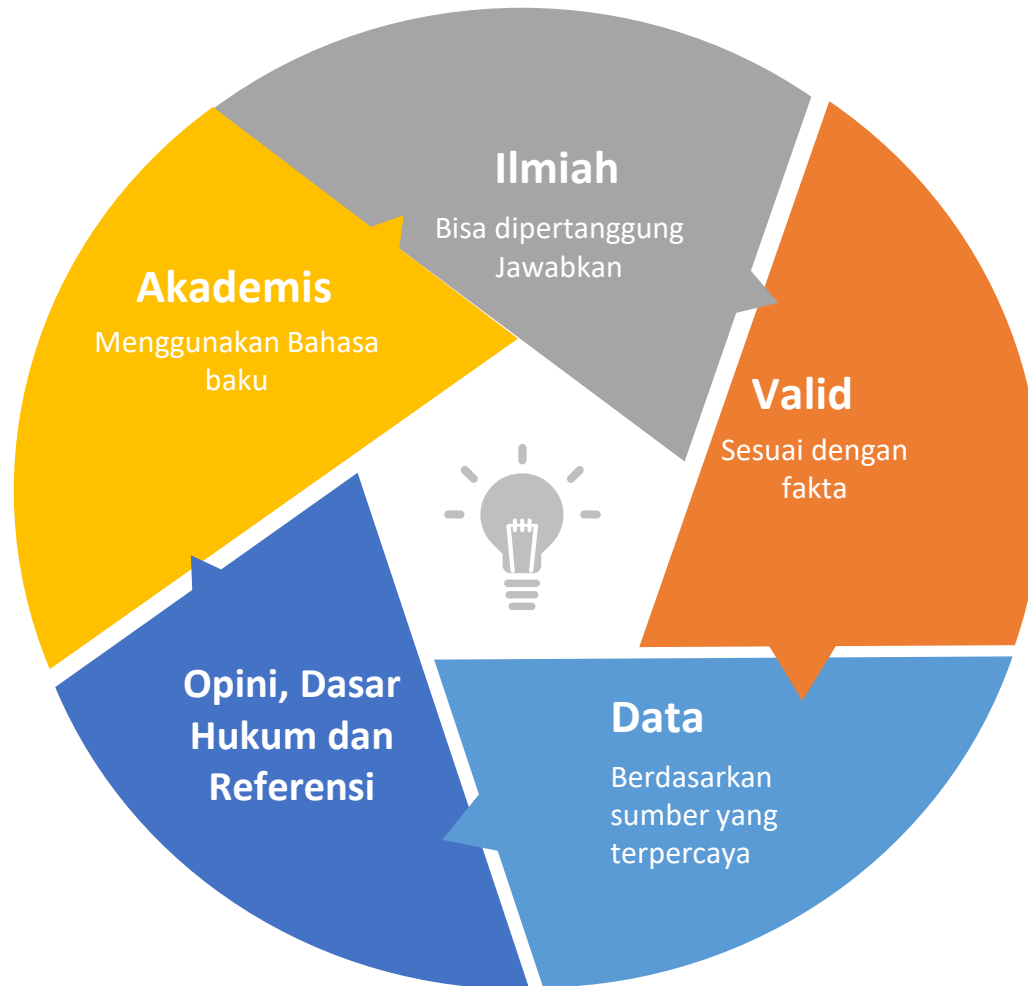 Ilmiah
Bisa dipertanggung
Jawabkan
Valid
Sesuai dengan
fakta
Data
Berdasarkan
sumber yang
terpercaya
Opini, Dasar
Hukum dan
Referensi
Akademis
Menggunakan Bahasa
baku